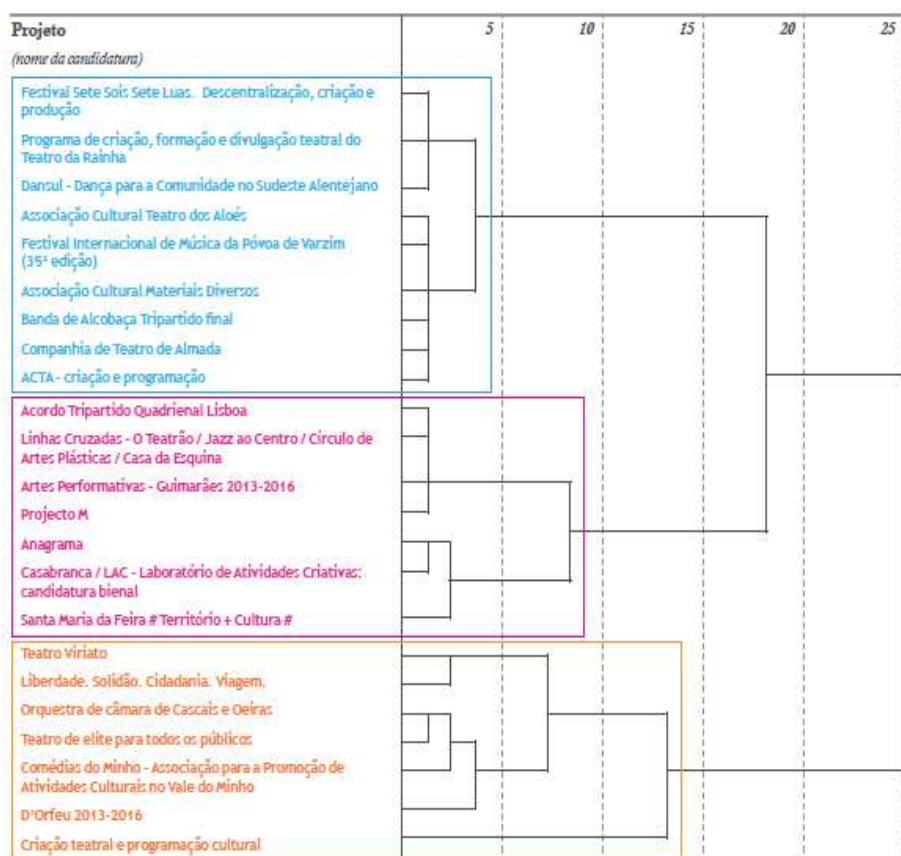 Projeto 5 10 15 20 25
(nome da candidatura)
Festival Sete Sois Sete Luas. Descentralização, criação e
produção
Programa de criação, formação e divulgação teatral do
Teatro da Rainha
Dansul - Dança para a Comunidade no Sudeste Alentejano
Associação Cultural Teatro dos Aloés
Festival Internacional de Música da Póvoa de Varzim
(35ª edição)
Associação Cultural Materiais Diversos
Banda de Alcobaça Tripartido final
Companhia de Teatro de Almada
ACTA - criação e programação
Acordo Tripartido Quadrienal Lisboa
Linhas Cruzadas - O Teatrão / Jazz ao Centro / Círculo de
Artes Plásticas / Casa da Esquina
Artes Performativas - Guimarães 2013-2016
Projecto M
Anagrama
Casabranca / LAC - Laboratório de Atividades Criativas:
candidatura bienal
Santa Maria da Feira # Território + Cultura #
Teatro Viriato
Liberdade. Solidão. Cidadania. Viagem.
Orquestra de câmara de Cascais e Oeiras
Teatro de elite para todos os públicos
Comédias do Minho - Associação para a Promoção de
Atividades Culturais no Vale do Minho
D'Orfeu 2013-2016
Criação teatral e programação cultural